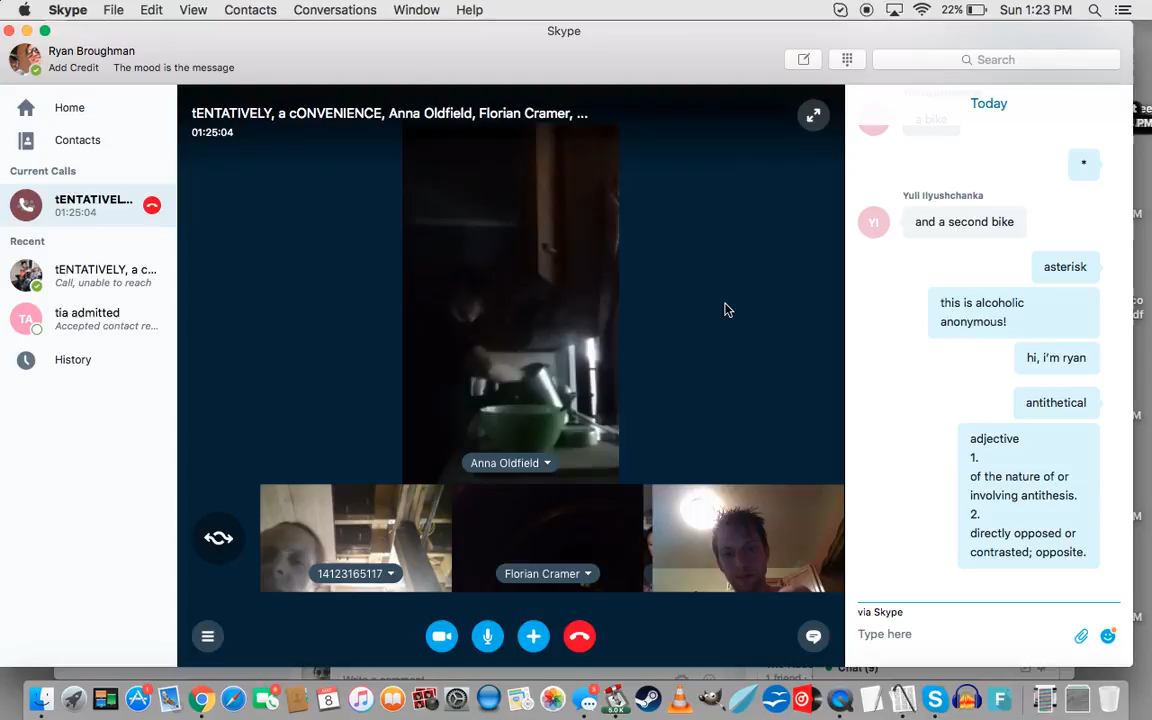 Skype File Edit View Contacts Conversations Window Help
22% Sun 1:23 PM
Skype
Ryan Broughman
Add Credit The mood is the message
Search
Home
Contacts
Current Calls
tENTATIVEL...
01:25:04
Recent
tENTATIVELY, a c...
Call, unable to reach
TA
tia admitted
Accepted contact re...
History
tENTATIVELY, a cONVENIENCE, Anna Oldfield, Florian Cramer, ...
01:25:04
Anna Oldfield
14123165117
Florian Cramer
Today
a bike
*
Yuli Ilyushchanka
YI
and a second bike
asterisk
this is alcoholic
anonymous!
hi, i'm ryan
antithetical
adjective
1.
of the nature of or
involving antithesis.
2.
directly opposed or
contrasted; opposite.
via Skype
Type here